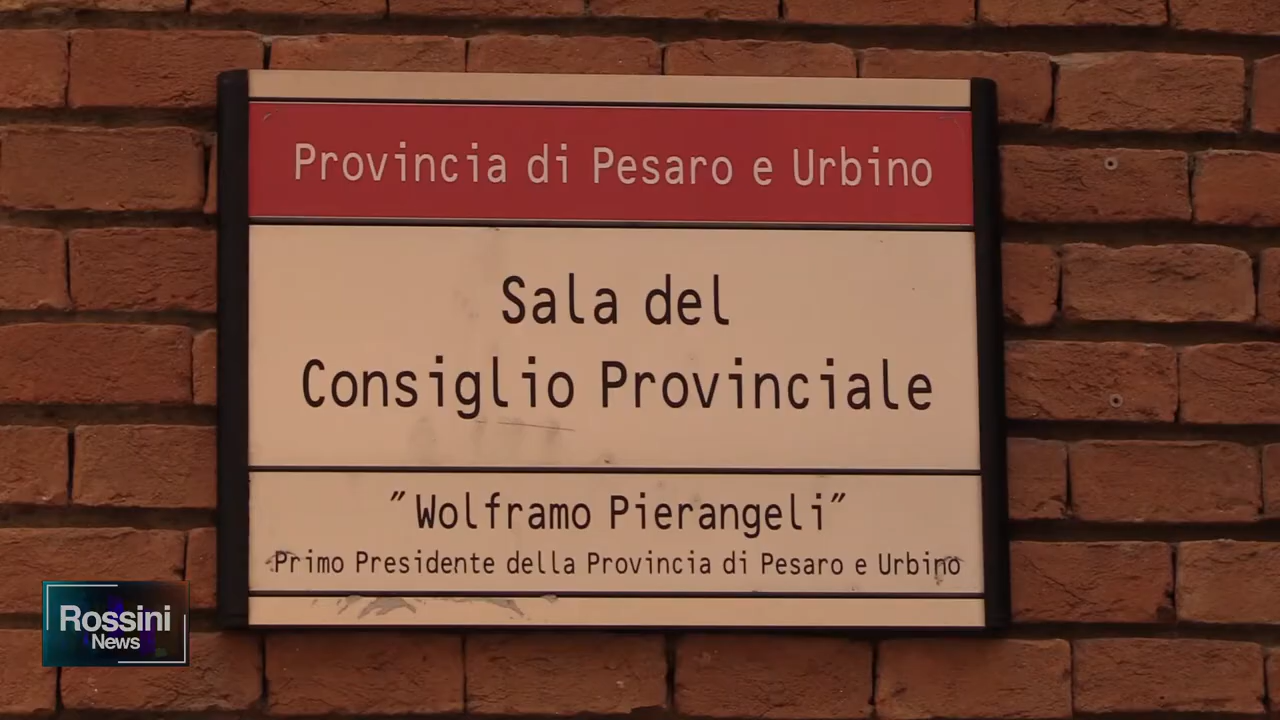 Provincia di Pesaro e Urbino
Sala del
Consiglio Provinciale
"Wolframo Pierangeli"
Primo Presidente della Provincia di Pesaro e Urbino
Rossini
News